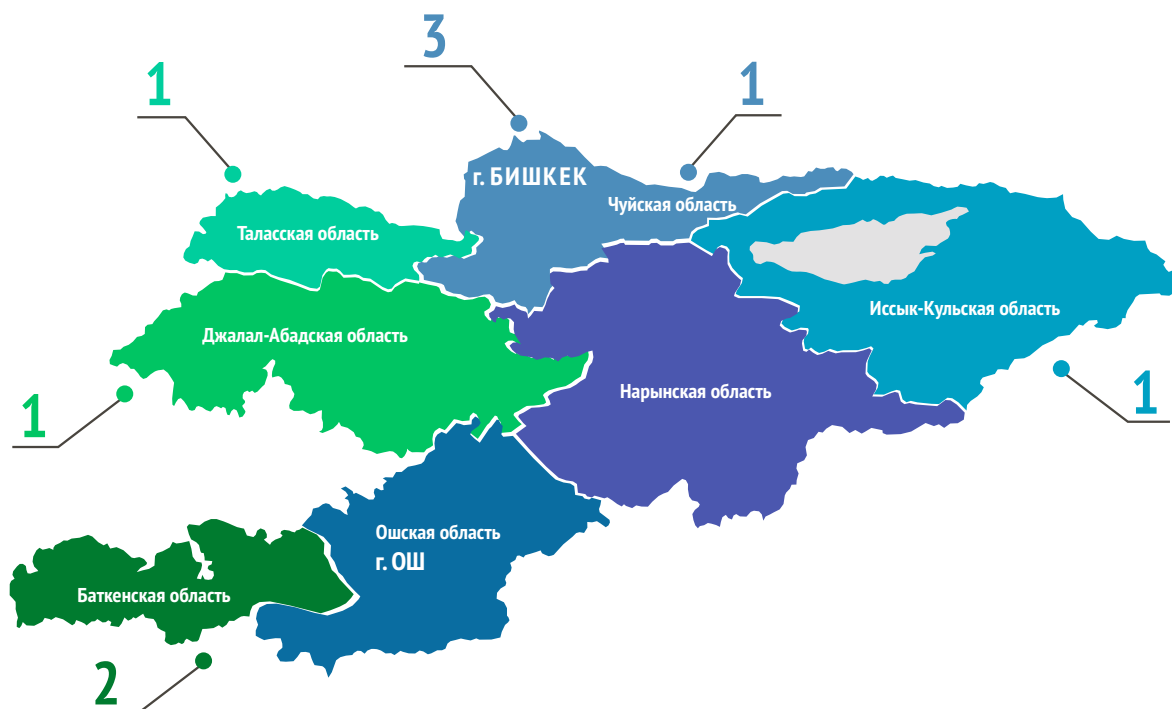 3
1
1
г. БИШКЕК
Чуйская область
Таласская область
Иссык-Кульская область
Джалал-Абадская область
Нарынская область
1
1
Ошская область
г. ОШ
Баткенская область
2